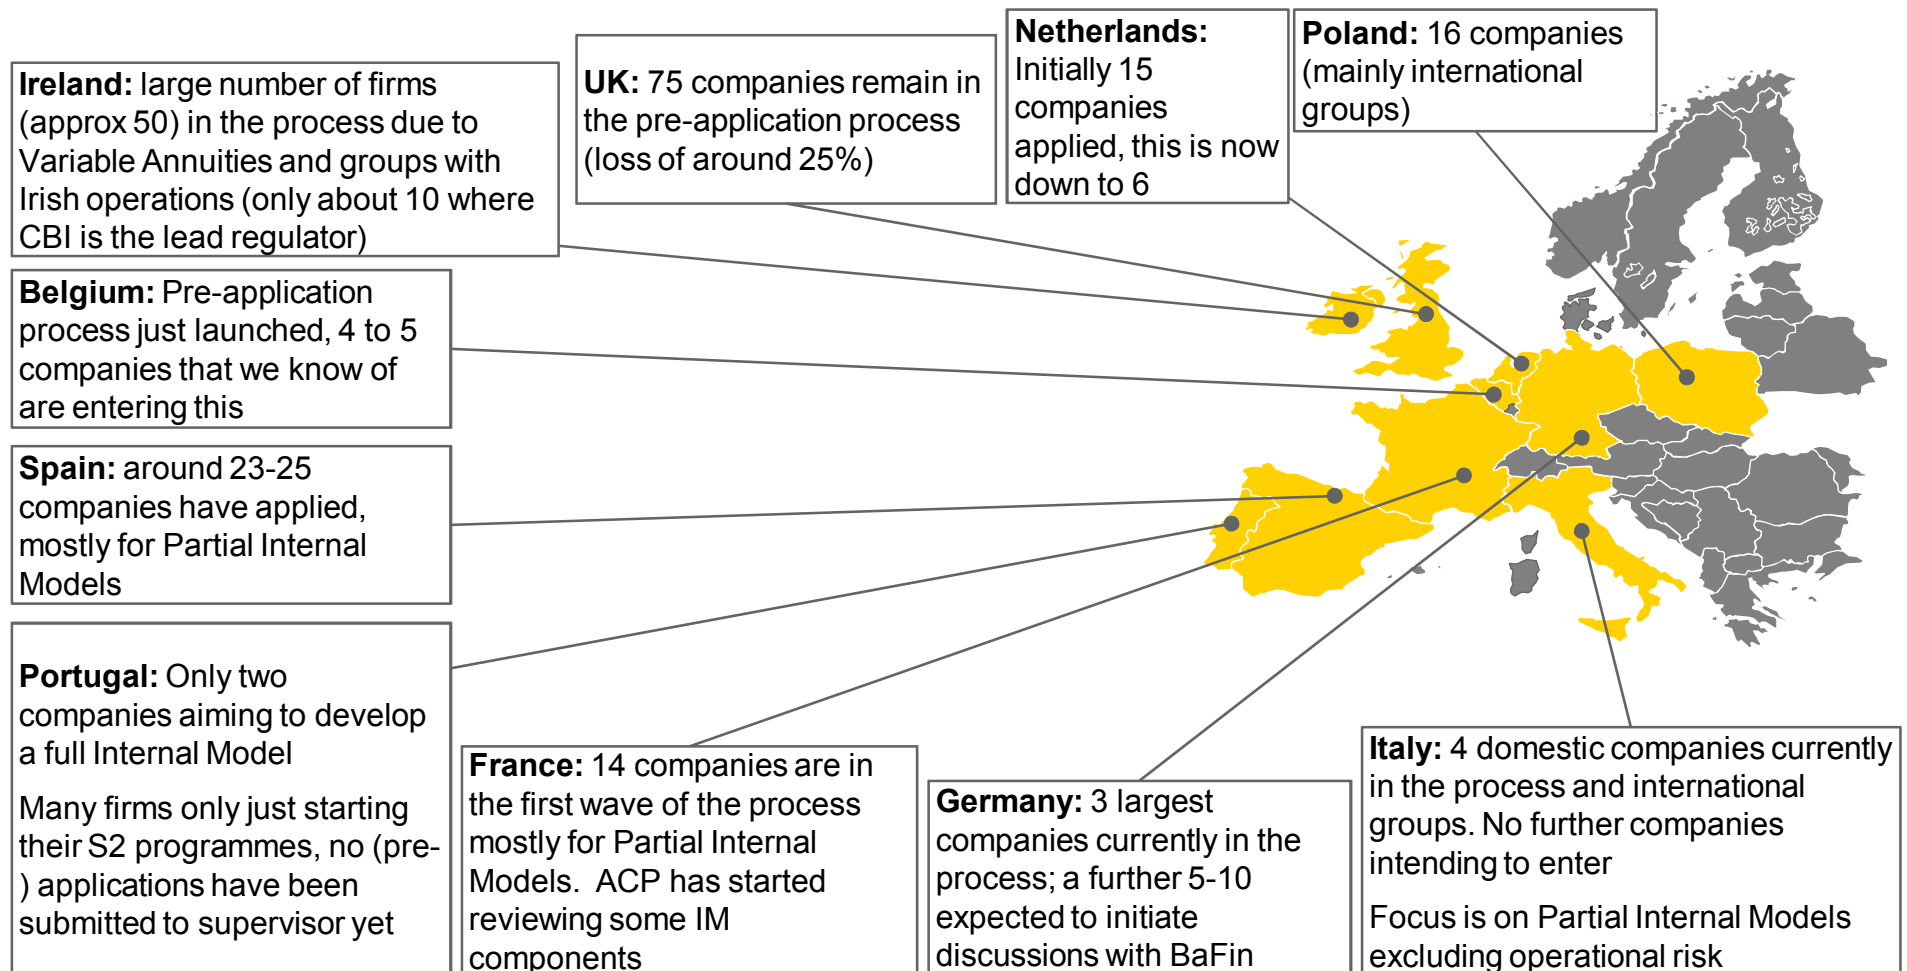 Ireland: large number of firms
(approx 50) in the process due to
Variable Annuities and groups with
Irish operations (only about 10 where
CBI is the lead regulator)
UK: 75 companies remain in
the pre-application process
(loss of around 25%)
Netherlands:
Initially 15
companies
applied, this is now
down to 6
Poland: 16 companies
(mainly international
groups)
Belgium: Pre-application
process just launched, 4 to 5
companies that we know of
are entering this
Spain: around 23-25
companies have applied,
mostly for Partial Internal
Models
Portugal: Only two
companies aiming to develop
a full Internal Model
Many firms only just starting
their S2 programmes, no (pre-
) applications have been
submitted to supervisor yet
France: 14 companies are in
the first wave of the process
mostly for Partial Internal
Models. ACP has started
reviewing some IM
components
Germany: 3 largest
companies currently in the
process; a further 5-10
expected to initiate
discussions with BaFin
Italy: 4 domestic companies currently
in the process and international
groups. No further companies
intending to enter
Focus is on Partial Internal Models
excluding operational risk